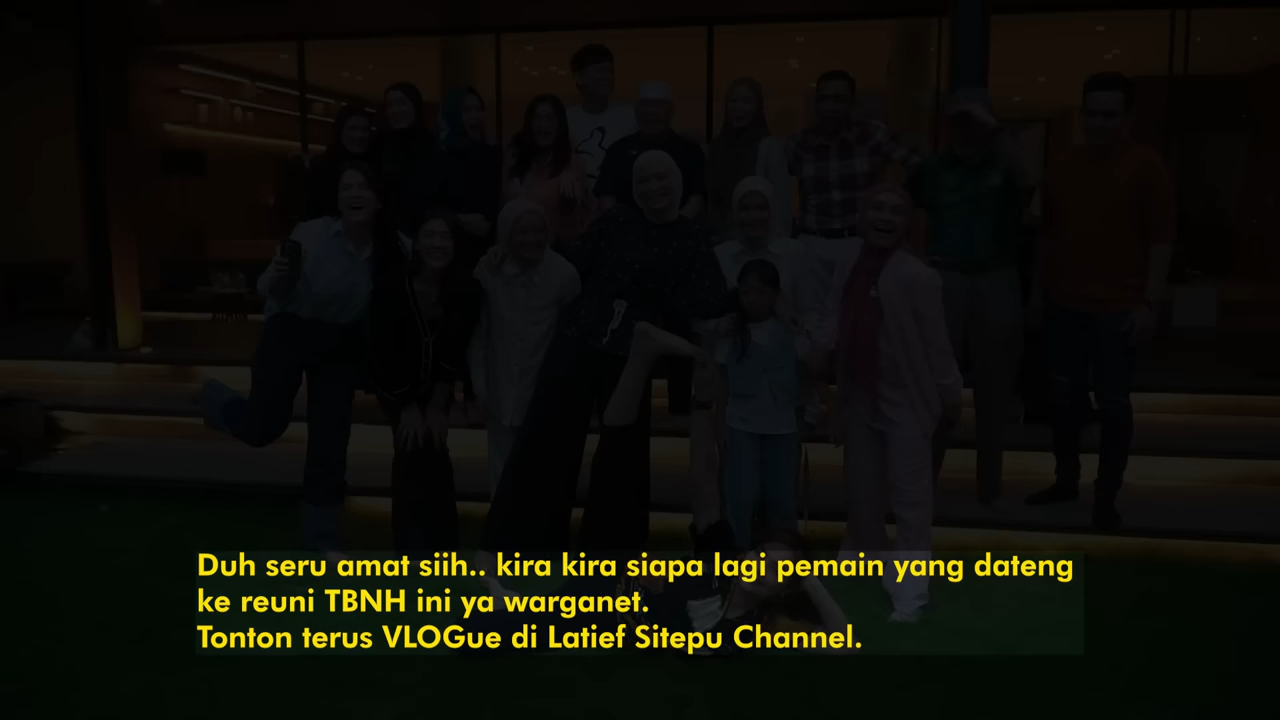 Duh seru amat siih.. kira kira siapa lagi pemain yang dateng
ke reuni TBNH ini ya warganet.
Tonton terus VLOGue di Latief Sitepu Channel.